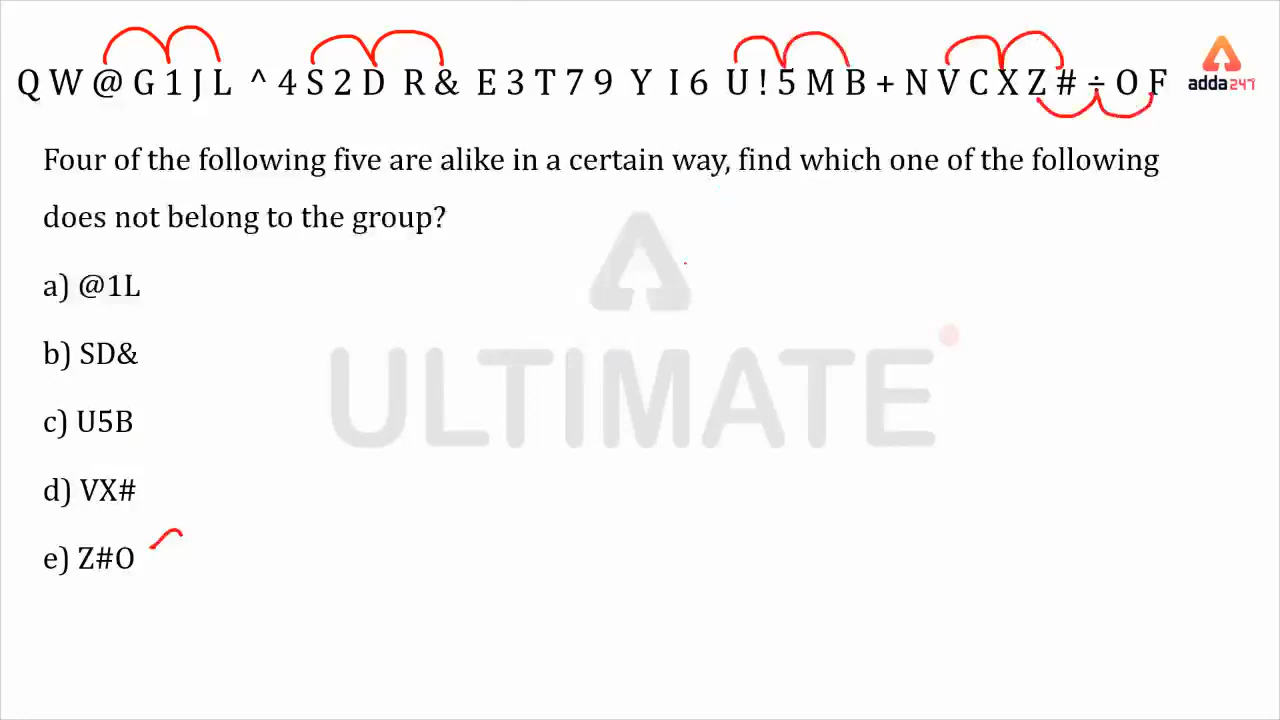 Q W @ G 1 J L ^ 4 S 2 D R & E 3 T 7 9 Y I 6 U ! 5 M B + N V C X Z # ÷ O F
adda247
Four of the following five are alike in a certain way, find which one of the following
does not belong to the group?
a) @1L
b) SD&
c) U5B
d) VX#
e) Z#O
ULTIMATE